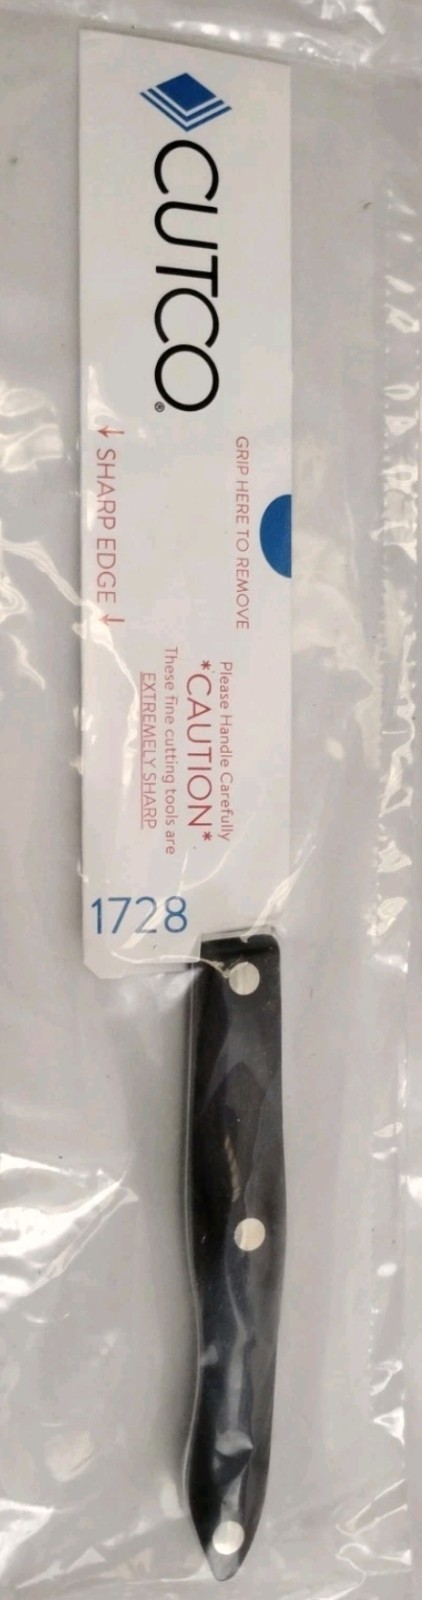 CUTCO®
GRIP HERE TO REMOVE
↓ SHARP EDGE ↓
Please Handle Carefully
*CAUTION*
These fine cutting tools are
EXTREMELY SHARP
1728